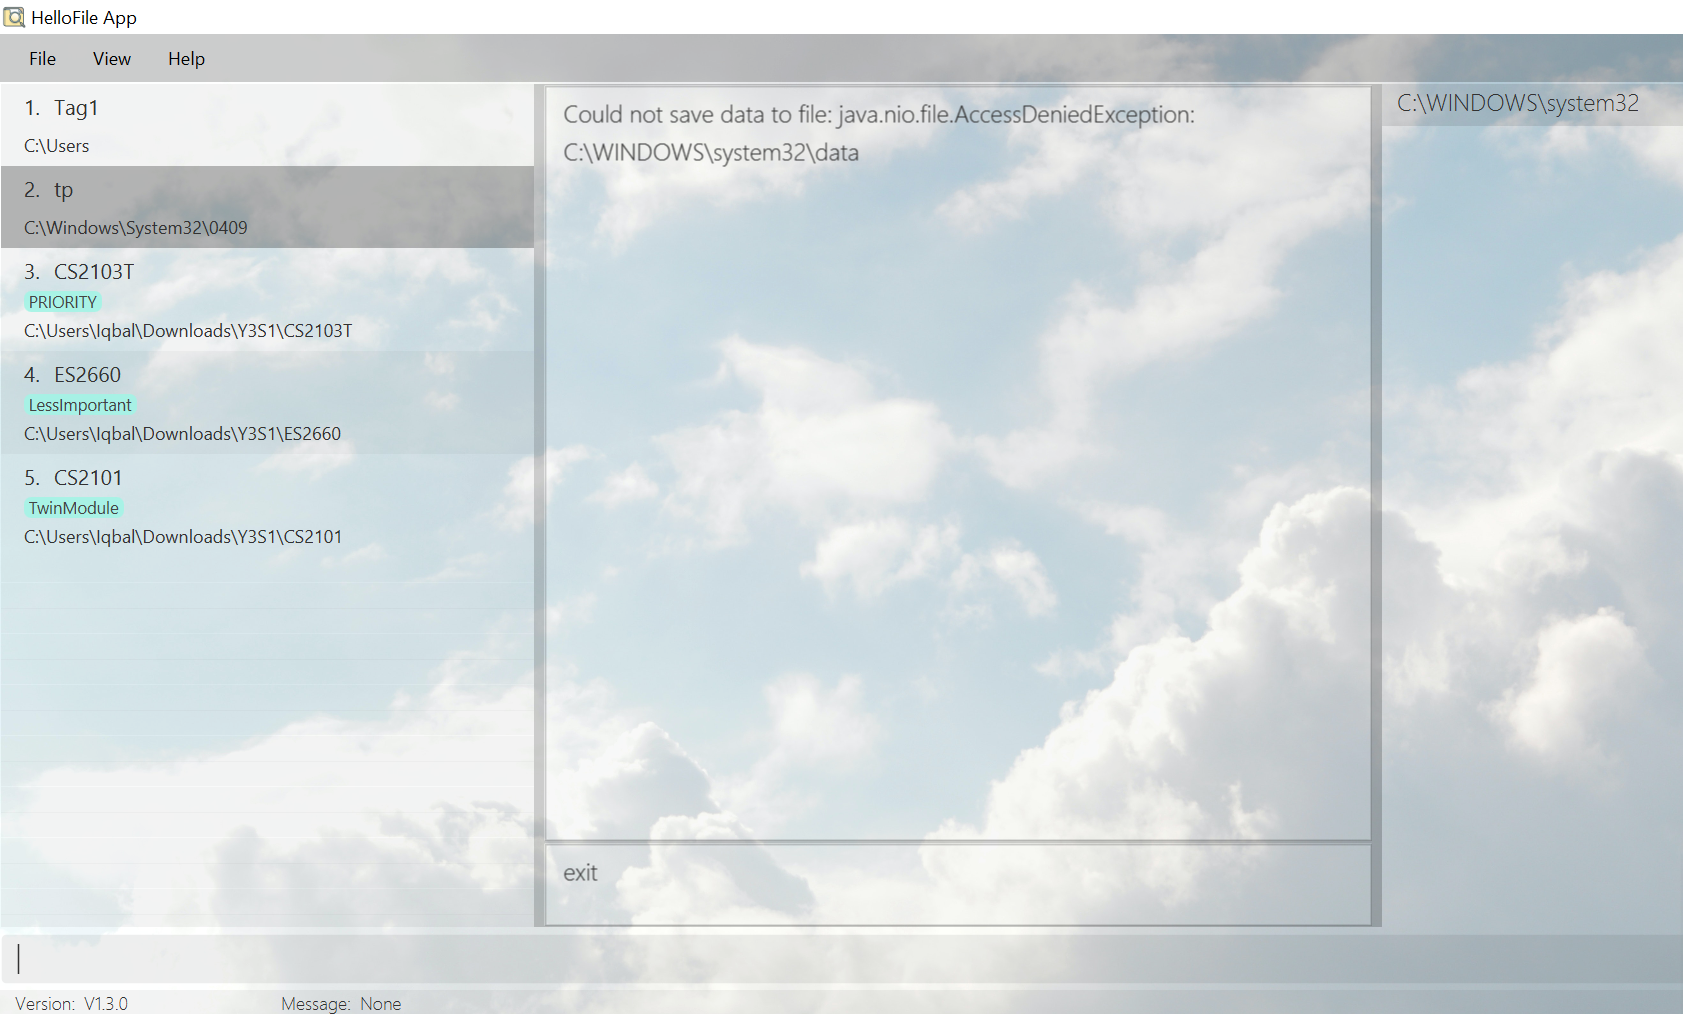 HelloFile App
File View Help
1. Tag1
C:\Users
2. tp
C:\Windows\System32\0409
3. CS2103T
PRIORITY
C:\Users\Iqbal\Downloads\Y3S1\CS2103T
4. ES2660
LessImportant
C:\Users\Iqbal\Downloads\Y3S1\ES2660
5. CS2101
TwinModule
C:\Users\Iqbal\Downloads\Y3S1\CS2101
Could not save data to file: java.nio.file.AccessDeniedException:
C:\WINDOWS\system32\data
exit
C:\WINDOWS\system32
Version: V1.3.0 Message: None